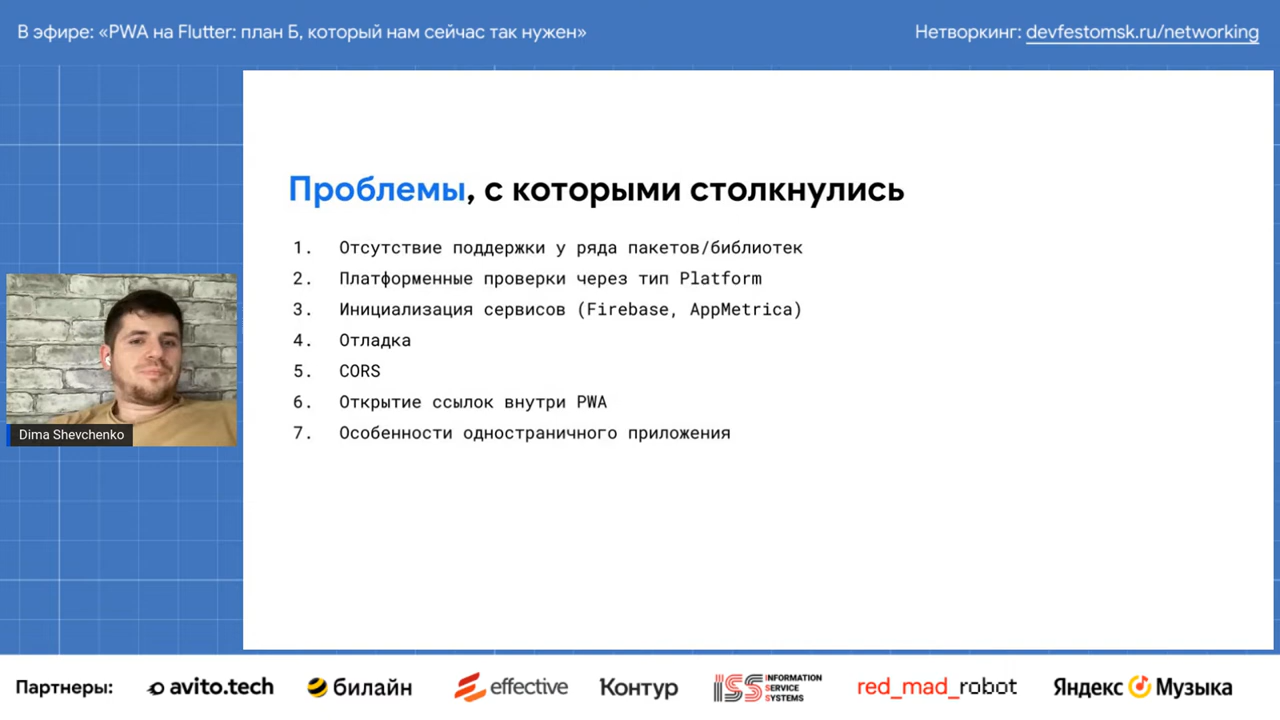 В эфире: «PWA на Flutter: план Б, который нам сейчас так нужен»
Нетворкинг: devfestomsk.ru/networking
Проблемы, с которыми столкнулись
1. Отсутствие поддержки у ряда пакетов/библиотек
2. Платформенные проверки через тип Platform
3. Инициализация сервисов (Firebase, AppMetrica)
4. Отладка
5. CORS
6. Открытие ссылок внутри PWA
7. Особенности одностраничного приложения
Dima Shevchenko
Партнеры:
avito.tech
билайн
effective
Контур
ISS INFORMATION
SERVICE
SYSTEMS
red_mad_robot
Яндекс Музыка